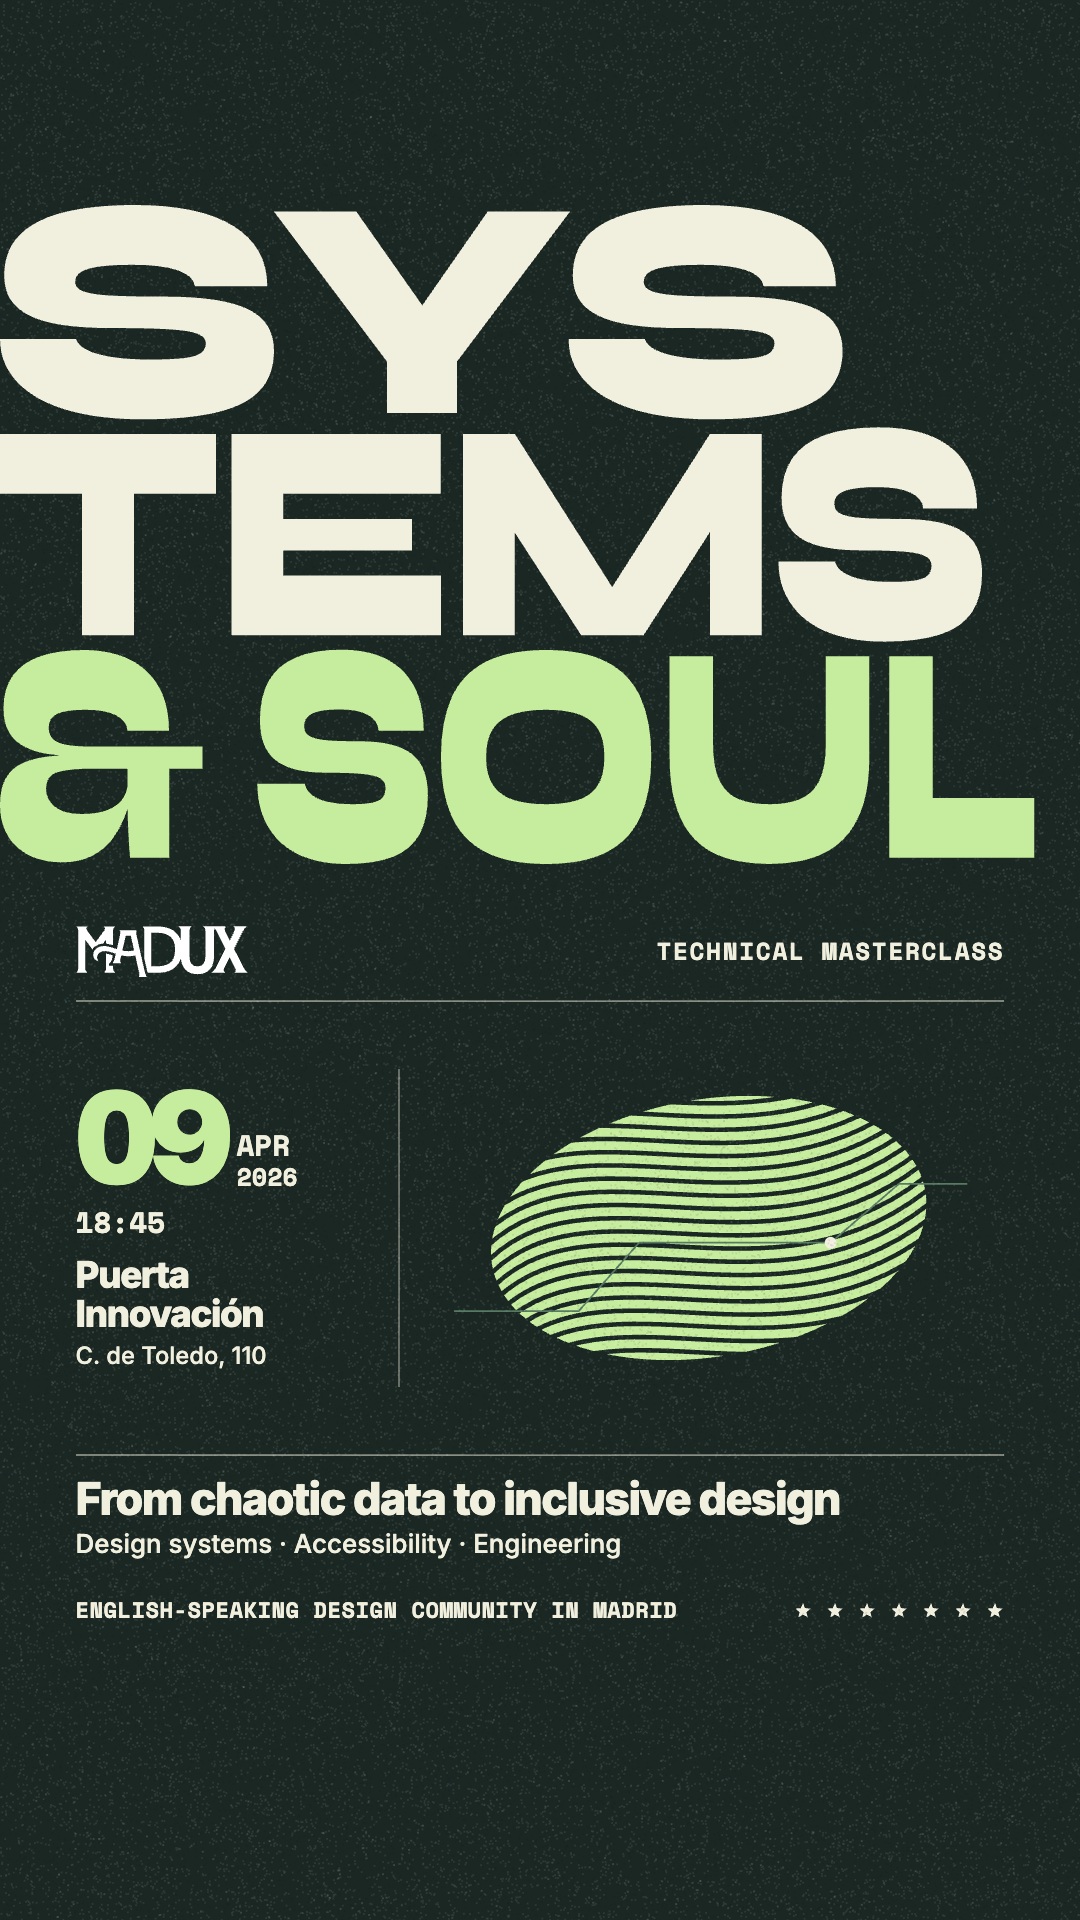 SYS
TEMS
& SOUL
MADUX
TECHNICAL MASTERCLASS
09 APR
2026
18:45
Puerta
Innovación
C. de Toledo, 110
From chaotic data to inclusive design
Design systems · Accessibility · Engineering
ENGLISH-SPEAKING DESIGN COMMUNITY IN MADRID